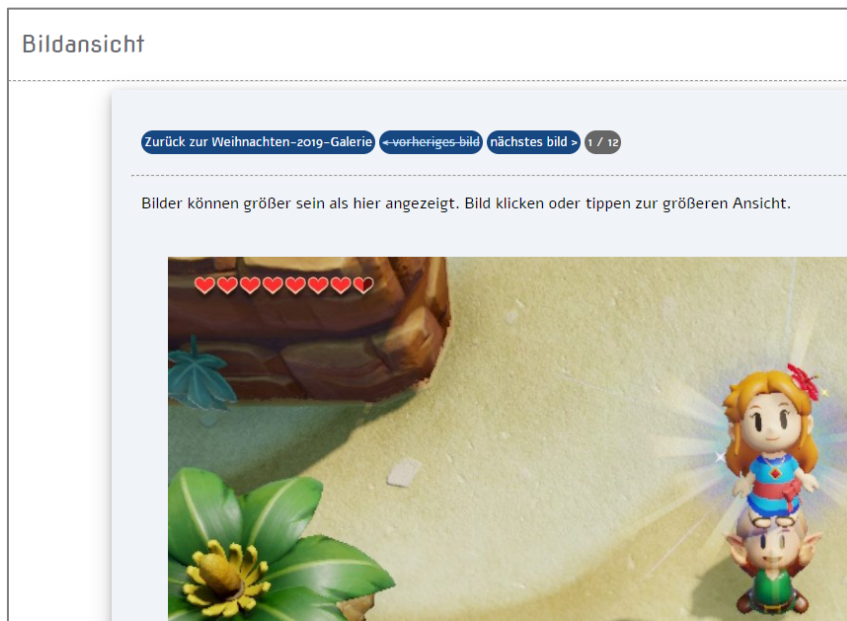 Bildansicht
Zurück zur Weihnachten-2019-Galerie < vorheriges bild nächstes bild > 1 / 12
Bilder können größer sein als hier angezeigt. Bild klicken oder tippen zur größeren Ansicht.